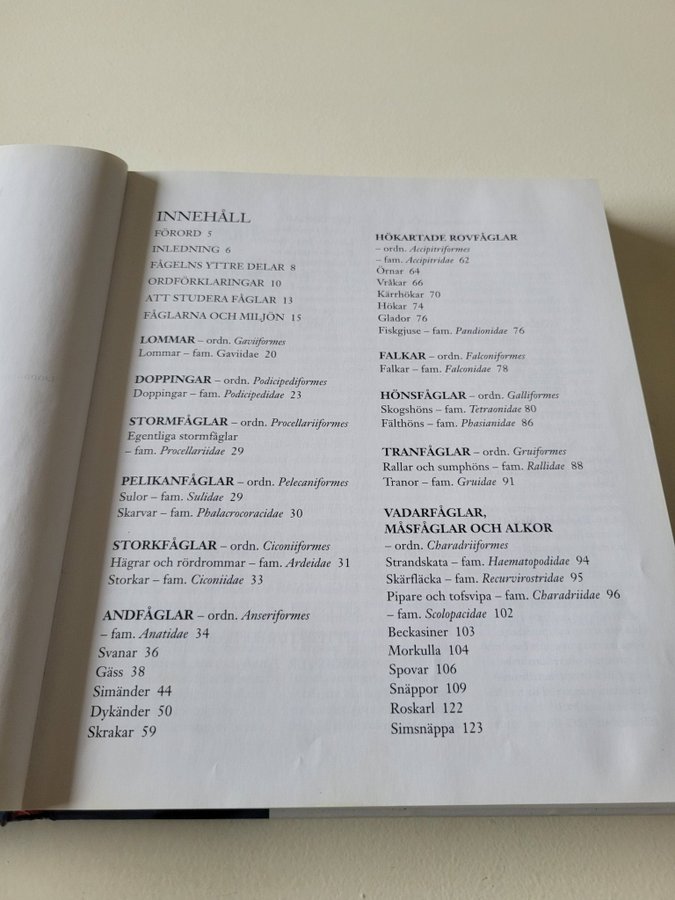 INNEHÅLL
FÖRORD 5
INLEDNING 6
FÅGELNS YTTRE DELAR 8
ORDFÖRKLARINGAR 10
ATT STUDERA FÅGLAR 13
FÅGLARNA OCH MILJÖN 15
LOMMAR – ordn. Gaviiformes
Lommar – fam. Gaviidae 20
DOPPINGAR – ordn. Podicipediformes
Doppingar – fam. Podicipedidae 23
STORMFÅGLAR – ordn. Procellariiformes
Egentliga stormfåglar
– fam. Procellariidae 29
PELIKANFÅGLAR – ordn. Pelecaniformes
Sulor – fam. Sulidae 29
Skarvar – fam. Phalacrocoracidae 30
STORKFÅGLAR – ordn. Ciconiiformes
Hägrar och rördrommar – fam. Ardeidae 31
Storkar – fam. Ciconiidae 33
ANDFÅGLAR – ordn. Anseriformes
– fam. Anatidae 34
Svanar 36
Gäss 38
Simänder 44
Dykänder 50
Skrakar 59
HÖKARTADE ROVFÅGLAR
– ordn. Accipitriformes
– fam. Accipitridae 62
Örnar 64
Vråkar 66
Kärrhökar 70
Hökar 74
Glador 76
Fiskgjuse – fam. Pandionidae 76
FALKAR – ordn. Falconiformes
Falkar – fam. Falconidae 78
HÖNSFÅGLAR – ordn. Galliformes
Skogshöns – fam. Tetraonidae 80
Fälthöns – fam. Phasianidae 86
TRANFÅGLAR – ordn. Gruiformes
Rallar och sumphöns – fam. Rallidae 88
Tranor – fam. Gruidae 91
VADARFÅGLAR,
MÅSFÅGLAR OCH ALKOR
– ordn. Charadriiformes
Strandskata – fam. Haematopodidae 94
Skärfläcka – fam. Recurvirostridae 95
Pipare och tofsvipa – fam. Charadriidae 96
– fam. Scolopacidae 102
Beckasiner 103
Morkulla 104
Spovar 106
Snäppor 109
Roskarl 122
Simsnäppa 123